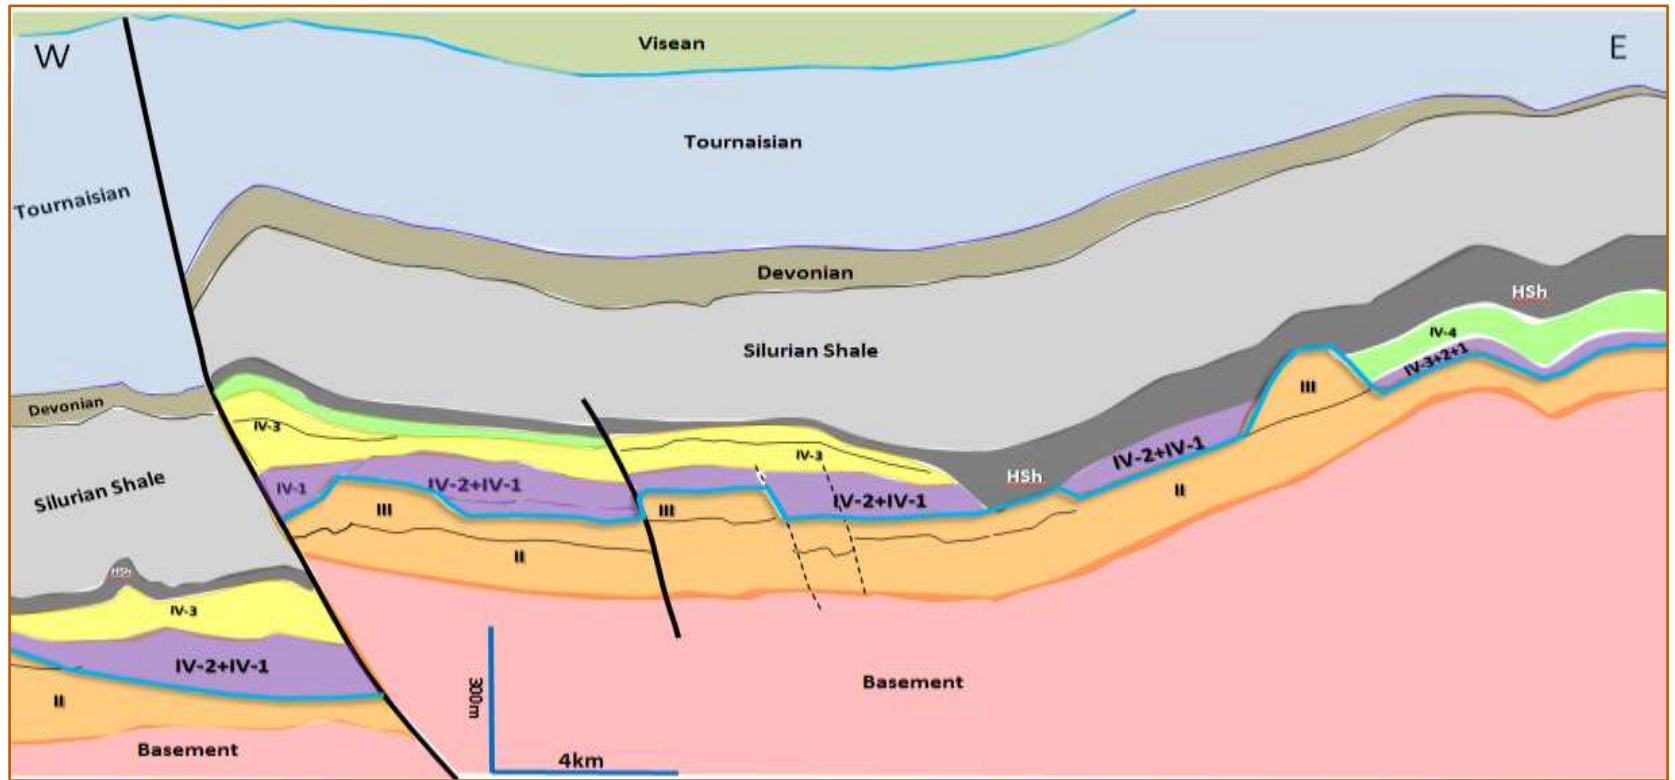 Visean
W
E
Tournaisian
Tournaisian
Devonian
HSh
Silurian Shale
IV-4
IV-3+2+1
III
Devonian
IV-3
IV-3
IV-2+IV-1
HSh
Silurian Shale
IV-1
IV-2+IV-1
IV-2+IV-1
II
III
III
II
HSh
IV-3
IV-2+IV-1
II
Basement
300m
Basement
4km